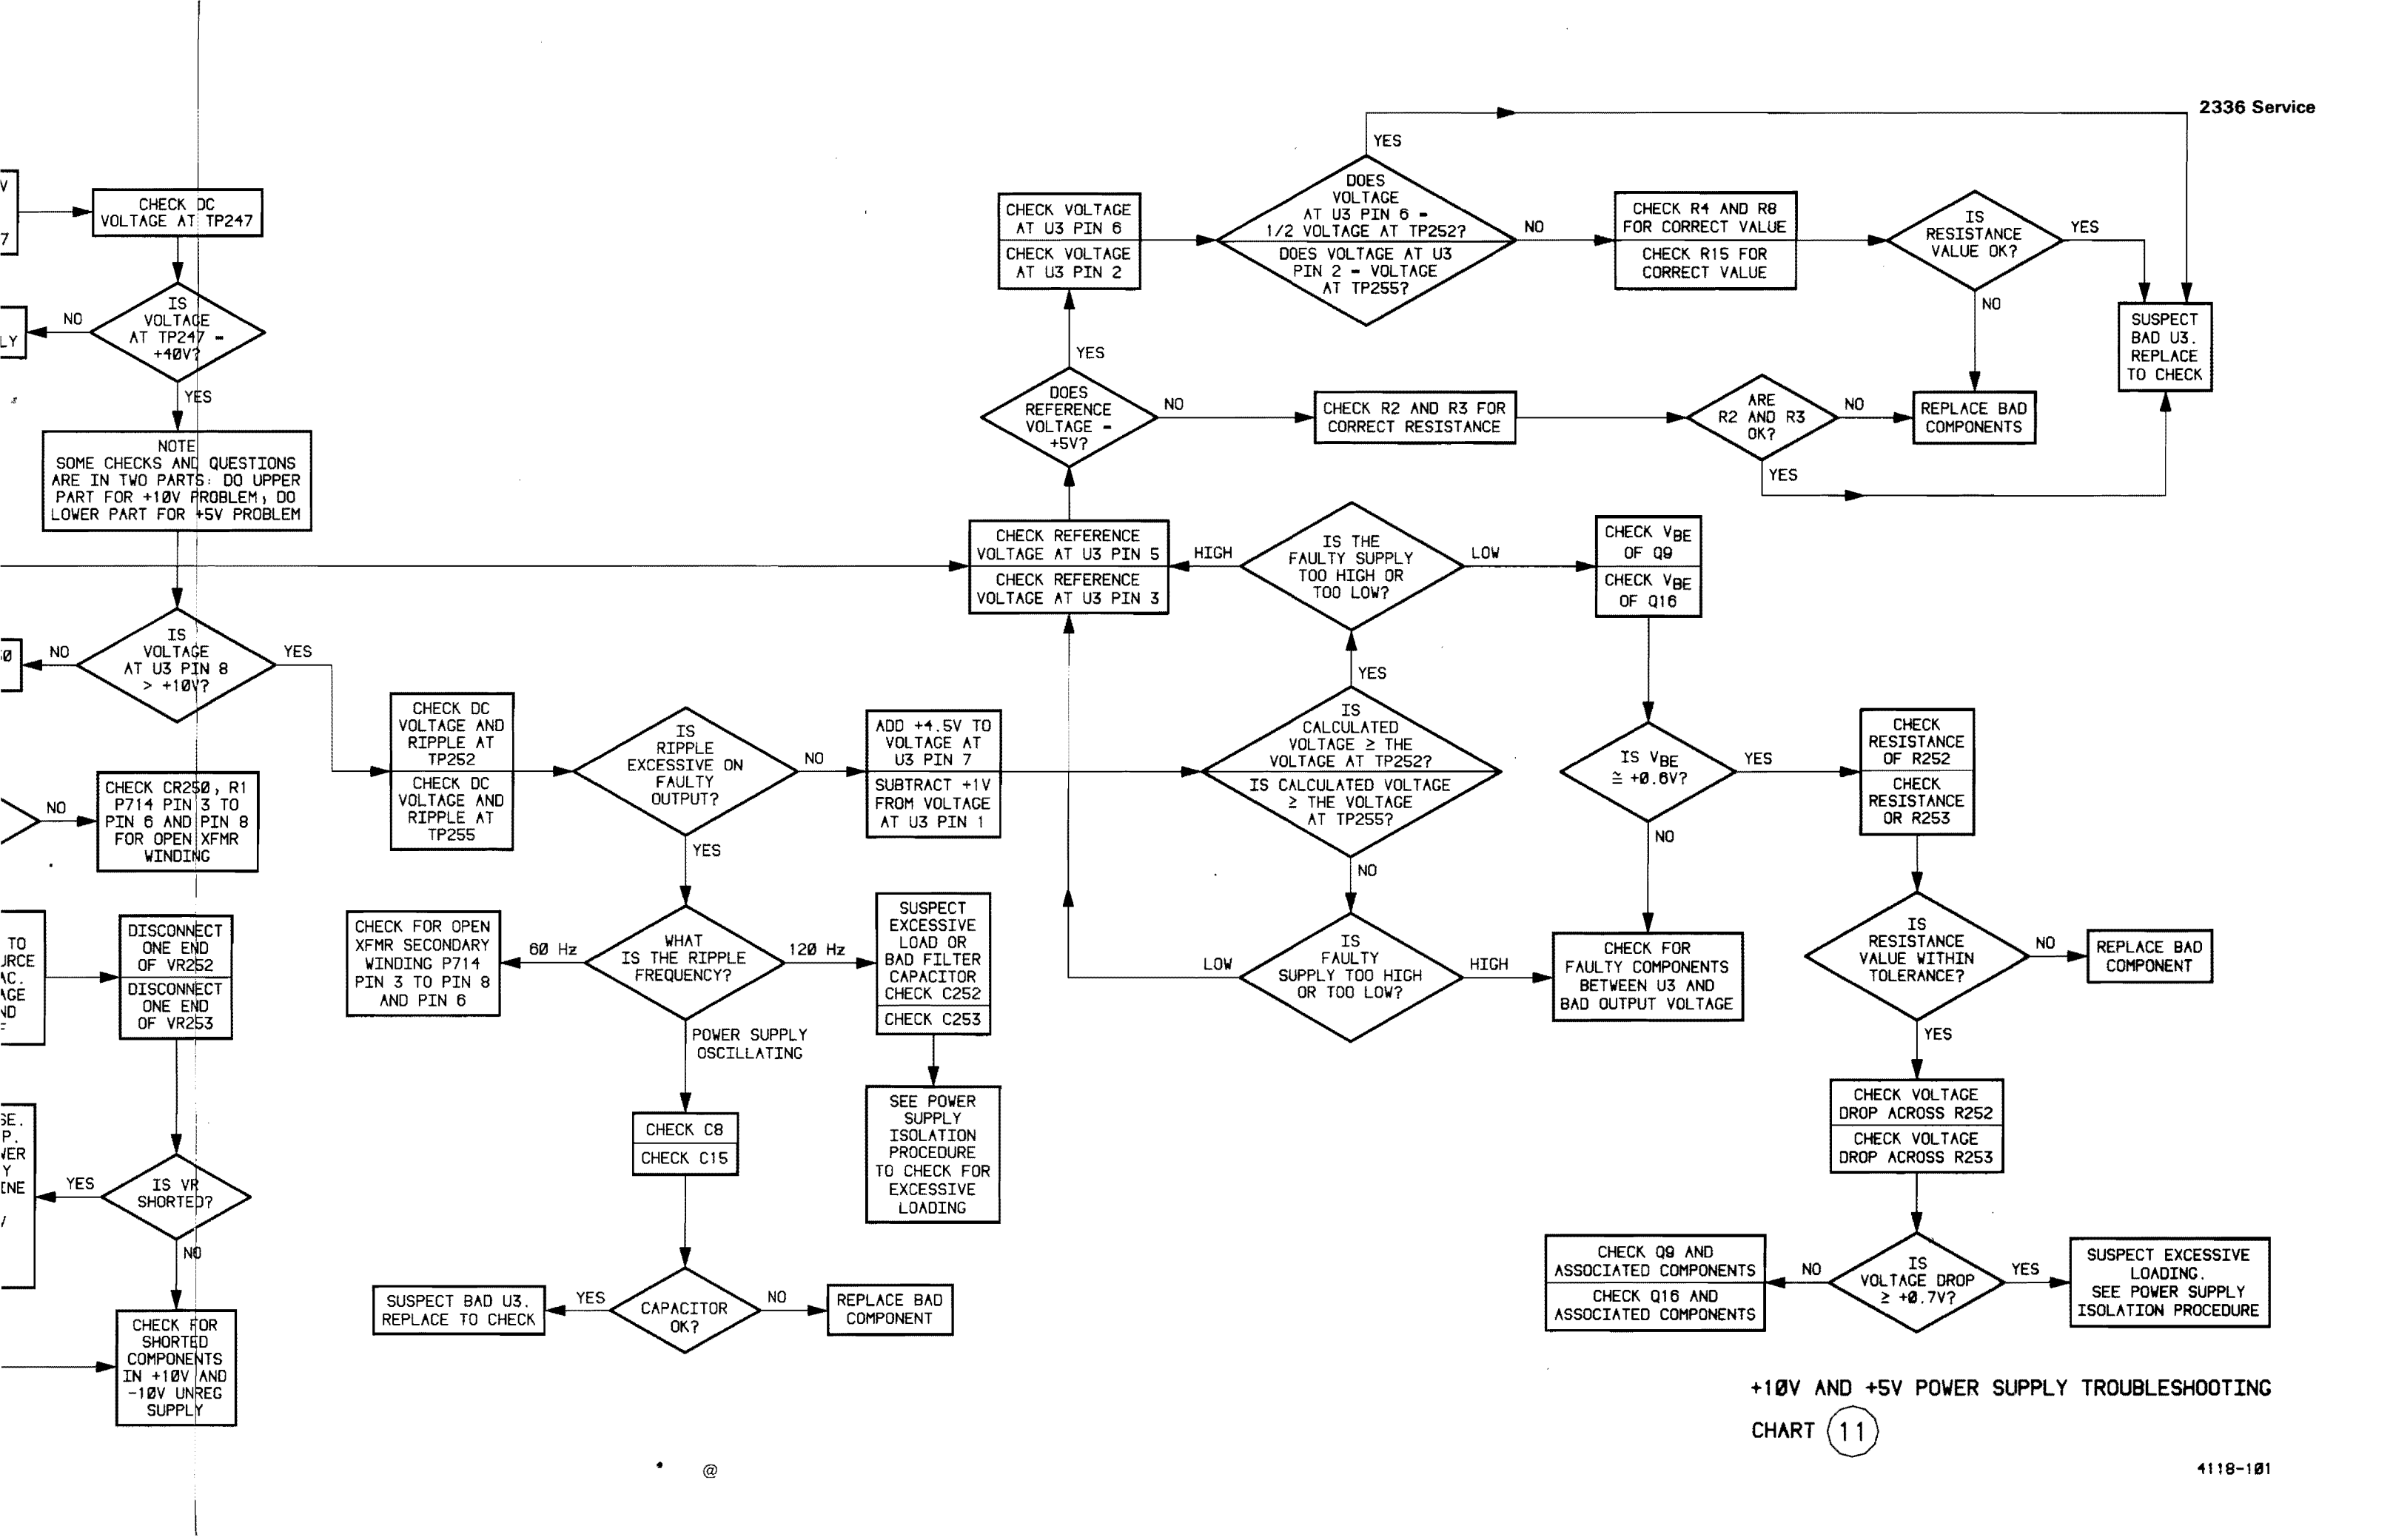 2336 Service
V
7
CHECK DC
VOLTAGE AT TP247
IS
VOLTAGE
AT TP247 =
+40V?
NO
LY
YES
NOTE
SOME CHECKS AND QUESTIONS
ARE IN TWO PARTS: DO UPPER
PART FOR +10V PROBLEM; DO
LOWER PART FOR +5V PROBLEM
IS
VOLTAGE
AT U3 PIN 8
> +10V?
NO
YES
CHECK DC
VOLTAGE AND
RIPPLE AT
TP252
CHECK DC
VOLTAGE AND
RIPPLE AT
TP255
IS
RIPPLE
EXCESSIVE ON
FAULTY
OUTPUT?
NO
YES
ADD +4.5V TO
VOLTAGE AT
U3 PIN 7
SUBTRACT +1V
FROM VOLTAGE
AT U3 PIN 1
IS
CALCULATED
VOLTAGE ≥ THE
VOLTAGE AT TP252?
IS CALCULATED VOLTAGE
≥ THE VOLTAGE
AT TP255?
YES
NO
IS THE
FAULTY SUPPLY
TOO HIGH OR
TOO LOW?
HIGH
LOW
CHECK REFERENCE
VOLTAGE AT U3 PIN 5
CHECK REFERENCE
VOLTAGE AT U3 PIN 3
DOES
REFERENCE
VOLTAGE =
+5V?
YES
NO
CHECK VOLTAGE
AT U3 PIN 6
CHECK VOLTAGE
AT U3 PIN 2
DOES
VOLTAGE
AT U3 PIN 6 =
1/2 VOLTAGE AT TP252?
DOES VOLTAGE AT U3
PIN 2 = VOLTAGE
AT TP255?
YES
NO
CHECK R4 AND R8
FOR CORRECT VALUE
CHECK R15 FOR
CORRECT VALUE
IS
RESISTANCE
VALUE OK?
YES
NO
SUSPECT
BAD U3.
REPLACE
TO CHECK
CHECK R2 AND R3 FOR
CORRECT RESISTANCE
ARE
R2 AND R3
OK?
NO
YES
REPLACE BAD
COMPONENTS
CHECK VBE
OF Q9
CHECK VBE
OF Q16
IS VBE
≅ +0.6V?
YES
NO
CHECK
RESISTANCE
OF R252
CHECK
RESISTANCE
OR R253
IS
RESISTANCE
VALUE WITHIN
TOLERANCE?
NO
YES
REPLACE BAD
COMPONENT
CHECK VOLTAGE
DROP ACROSS R252
CHECK VOLTAGE
DROP ACROSS R253
IS
VOLTAGE DROP
≥ +0.7V?
NO
YES
CHECK Q9 AND
ASSOCIATED COMPONENTS
CHECK Q16 AND
ASSOCIATED COMPONENTS
SUSPECT EXCESSIVE
LOADING.
SEE POWER SUPPLY
ISOLATION PROCEDURE
IS
FAULTY
SUPPLY TOO HIGH
OR TOO LOW?
LOW
HIGH
CHECK FOR
FAULTY COMPONENTS
BETWEEN U3 AND
BAD OUTPUT VOLTAGE
NO
CHECK CR250, R1
P714 PIN 3 TO
PIN 6 AND PIN 8
FOR OPEN XFMR
WINDING
TO
URCE
AC.
AGE
ND
DISCONNECT
ONE END
OF VR252
DISCONNECT
ONE END
OF VR253
CHECK FOR OPEN
XFMR SECONDARY
WINDING P714
PIN 3 TO PIN 8
AND PIN 6
60 Hz
WHAT
IS THE RIPPLE
FREQUENCY?
120 Hz
POWER SUPPLY
OSCILLATING
SUSPECT
EXCESSIVE
LOAD OR
BAD FILTER
CAPACITOR
CHECK C252
CHECK C253
SEE POWER
SUPPLY
ISOLATION
PROCEDURE
TO CHECK FOR
EXCESSIVE
LOADING
CHECK C8
CHECK C15
CAPACITOR
OK?
YES
NO
SUSPECT BAD U3.
REPLACE TO CHECK
REPLACE BAD
COMPONENT
SE.
P.
WER
Y
INE
IS VR
SHORTED?
YES
NO
CHECK FOR
SHORTED
COMPONENTS
IN +10V AND
-10V UNREG
SUPPLY
+10V AND +5V POWER SUPPLY TROUBLESHOOTING
CHART 11
@
4118-101